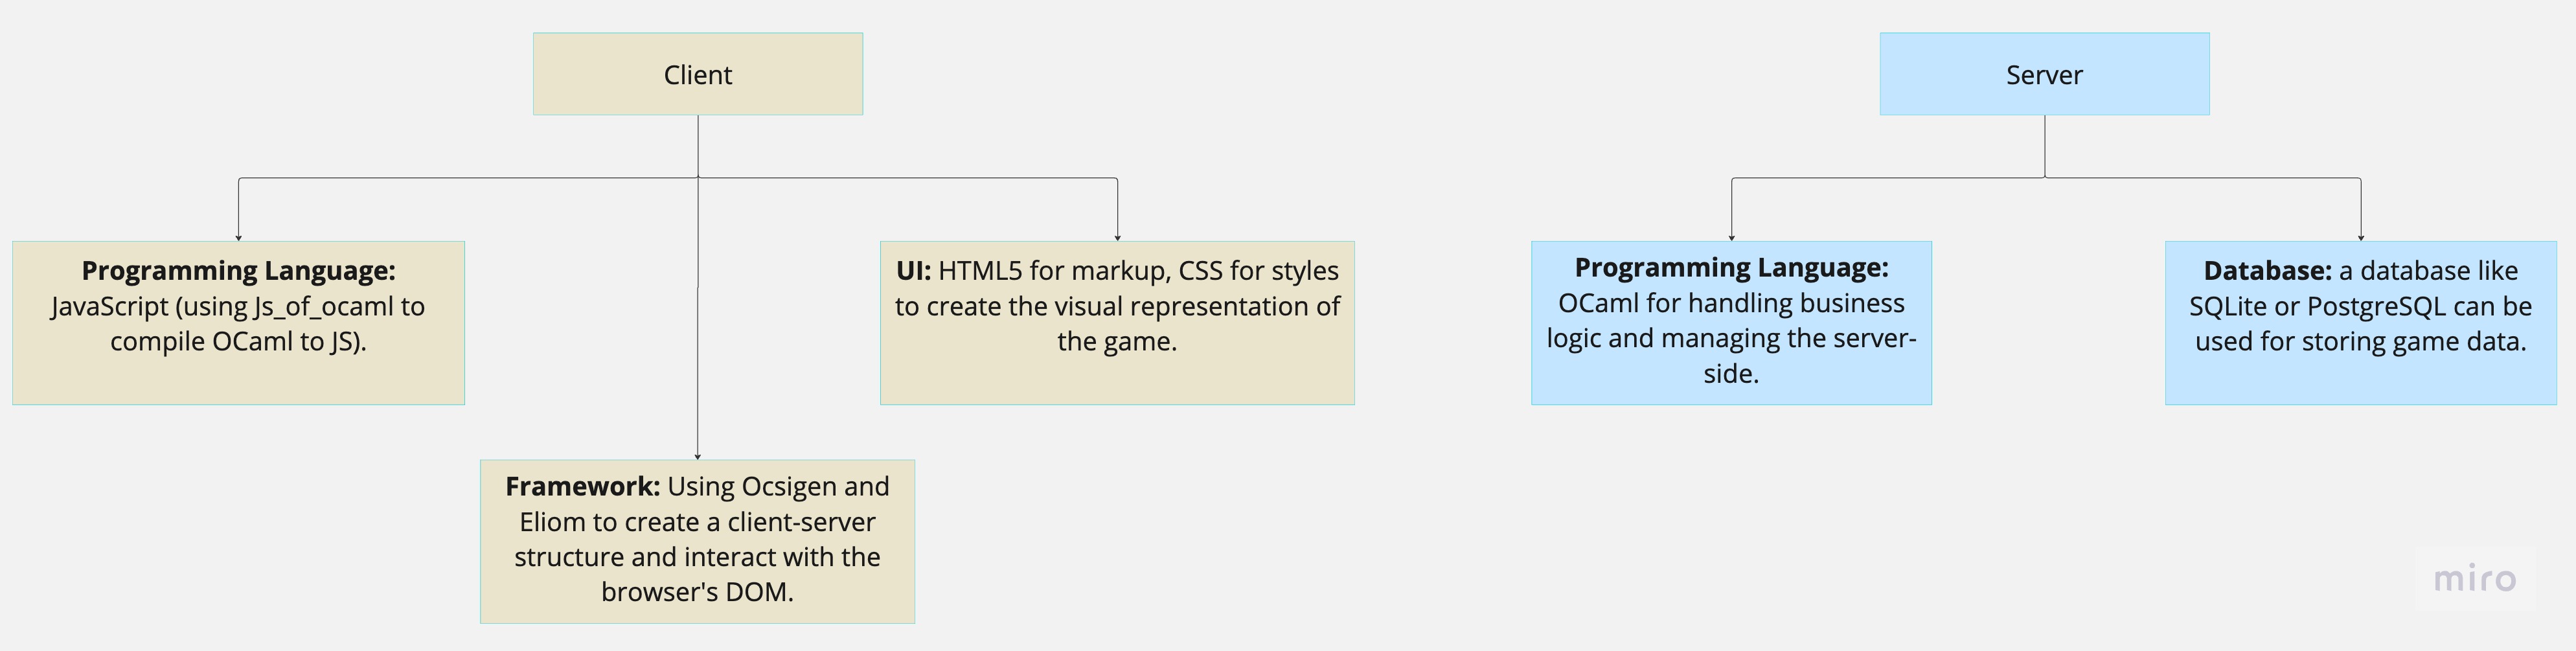 Client
Server
Programming Language:
JavaScript (using Js_of_ocaml to
compile OCaml to JS).
UI: HTML5 for markup, CSS for styles
to create the visual representation of
the game.
Programming Language:
OCaml for handling business
logic and managing the server-
side.
Database: a database like
SQLite or PostgreSQL can be
used for storing game data.
Framework: Using Ocsigen and
Eliom to create a client-server
structure and interact with the
browser's DOM.
miro